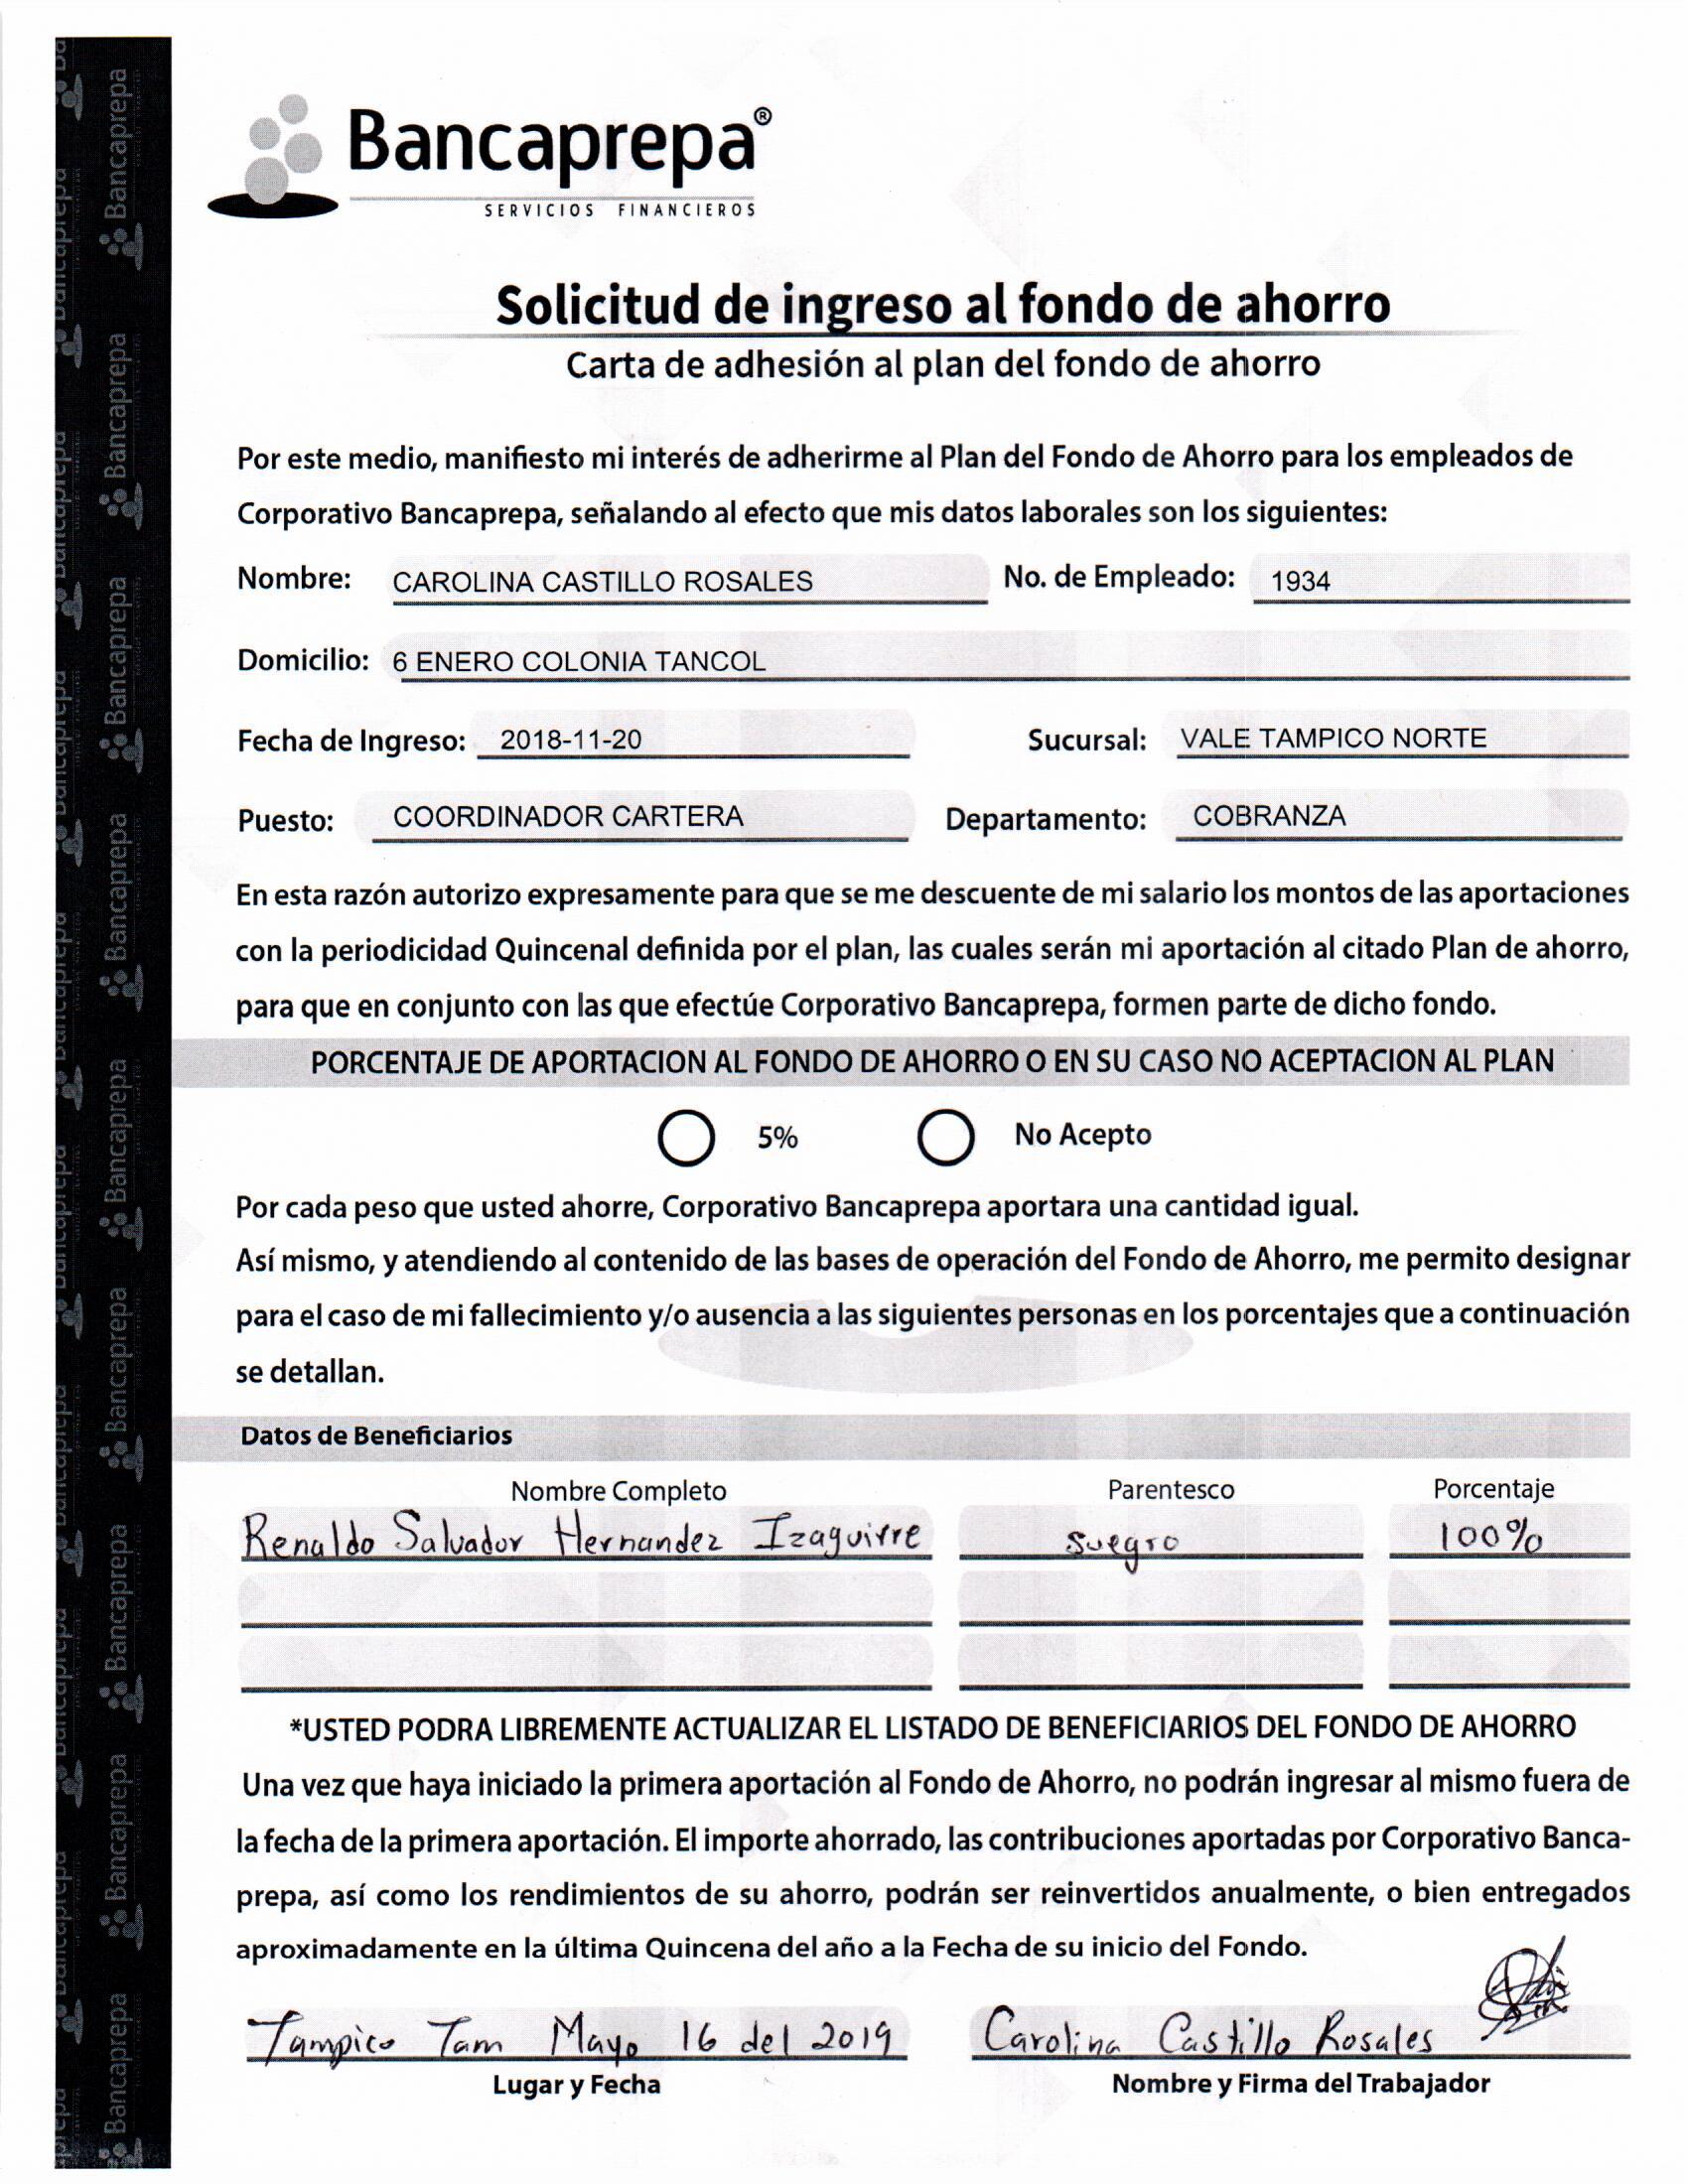 Bancaprepa®
SERVICIOS FINANCIEROS
Solicitud de ingreso al fondo de ahorro
Carta de adhesión al plan del fondo de ahorro
Por este medio, manifiesto mi interés de adherirme al Plan del Fondo de Ahorro para los empleados de
Corporativo Bancaprepa, señalando al efecto que mis datos laborales son los siguientes:
Nombre: CAROLINA CASTILLO ROSALES No. de Empleado: 1934
Domicilio: 6 ENERO COLONIA TANCOL
Fecha de Ingreso: 2018-11-20 Sucursal: VALE TAMPICO NORTE
Puesto: COORDINADOR CARTERA Departamento: COBRANZA
En esta razón autorizo expresamente para que se me descuente de mi salario los montos de las aportaciones
con la periodicidad Quincenal definida por el plan, las cuales serán mi aportación al citado Plan de ahorro,
para que en conjunto con las que efectúe Corporativo Bancaprepa, formen parte de dicho fondo.
PORCENTAJE DE APORTACION AL FONDO DE AHORRO O EN SU CASO NO ACEPTACION AL PLAN
5% No Acepto
Por cada peso que usted ahorre, Corporativo Bancaprepa aportara una cantidad igual.
Así mismo, y atendiendo al contenido de las bases de operación del Fondo de Ahorro, me permito designar
para el caso de mi fallecimiento y/o ausencia a las siguientes personas en los porcentajes que a continuación
se detallan.
Datos de Beneficiarios
Nombre Completo Parentesco Porcentaje
Renaldo Salvador Hernandez Izaguirre suegro 100%
*USTED PODRA LIBREMENTE ACTUALIZAR EL LISTADO DE BENEFICIARIOS DEL FONDO DE AHORRO
Una vez que haya iniciado la primera aportación al Fondo de Ahorro, no podrán ingresar al mismo fuera de
la fecha de la primera aportación. El importe ahorrado, las contribuciones aportadas por Corporativo Banca-
prepa, así como los rendimientos de su ahorro, podrán ser reinvertidos anualmente, o bien entregados
aproximadamente en la última Quincena del año a la Fecha de su inicio del Fondo.
Tampico Tam Mayo 16 del 2019 Carolina Castillo Rosales
Lugar y Fecha Nombre y Firma del Trabajador